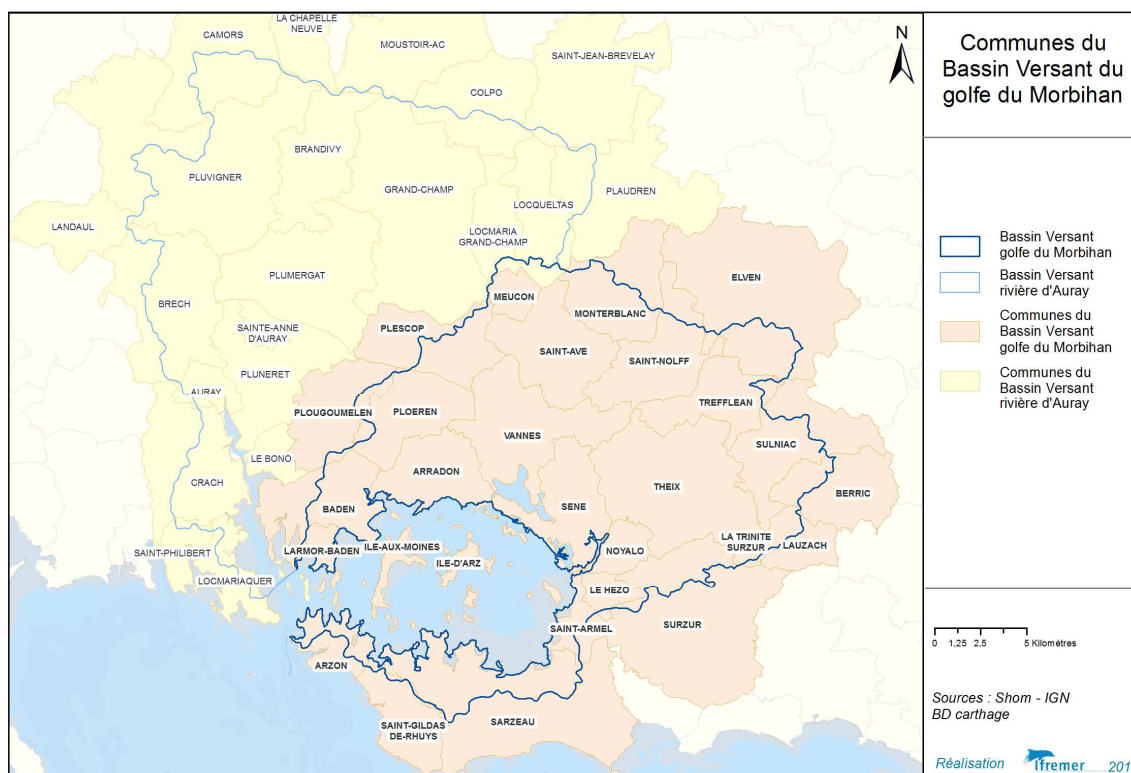 CAMORS
LA CHAPELLE
NEUVE
MOUSTOIR-AC
SAINT-JEAN-BREVELAY
COLPO
BRANDIVY
PLUVIGNER
GRAND-CHAMP
PLAUDREN
LOCQUELTAS
LANDAUL
LOCMARIA
GRAND-CHAMP
PLUMERGAT
ELVEN
BRECH
MEUCON
MONTERBLANC
SAINTE-ANNE
D'AURAY
PLESCOP
SAINT-AVE
SAINT-NOLFF
PLUNERET
AURAY
TREFFLEAN
PLOUGOUMELEN
PLOEREN
VANNES
SULNIAC
LE BONO
ARRADON
CRACH
THEIX
BERRIC
BADEN
SENE
SAINT-PHILIBERT
LARMOR-BADEN
ILE-AUX-MOINES
ILE-D'ARZ
NOYALO
LA TRINITE
SURZUR
LAUZACH
LOCMARIAQUER
LE HEZO
SAINT-ARMEL
SURZUR
ARZON
SAINT-GILDAS
DE-RHUYS
SARZEAU
N
Communes du
Bassin Versant du
golfe du Morbihan
Bassin Versant
golfe du Morbihan
Bassin Versant
rivière d'Auray
Communes du
Bassin Versant
golfe du Morbihan
Communes du
Bassin Versant
rivière d'Auray
0 1,25 2,5 5 Kilomètres
Sources : Shom - IGN
BD carthage
Réalisation Ifremer 201